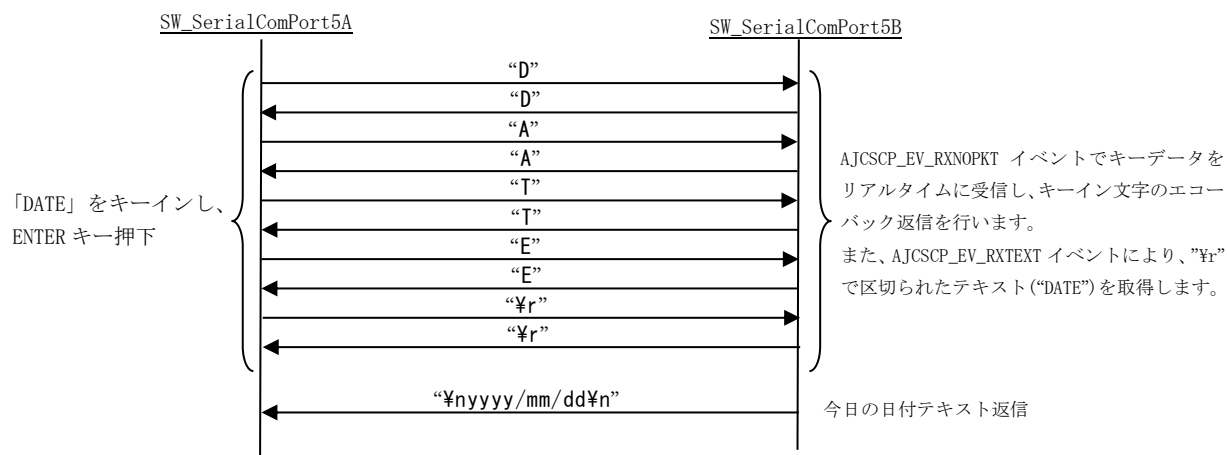 SW_SerialComPort5A
SW_SerialComPort5B
“D”
“D”
“A”
“A”
“T”
“T”
“E”
“E”
“¥r”
“¥r”
「DATE」をキーインし、
ENTER キー押下
AJCSCP_EV_RXNOPKT イベントでキーデータを
リアルタイムに受信し、キーイン文字のエコー
バック返信を行います。
また、AJCSCP_EV_RXTEXT イベントにより、”¥r”
で区切られたテキスト(“DATE”)を取得します。
“¥nyyyy/mm/dd¥n”
今日の日付テキスト返信